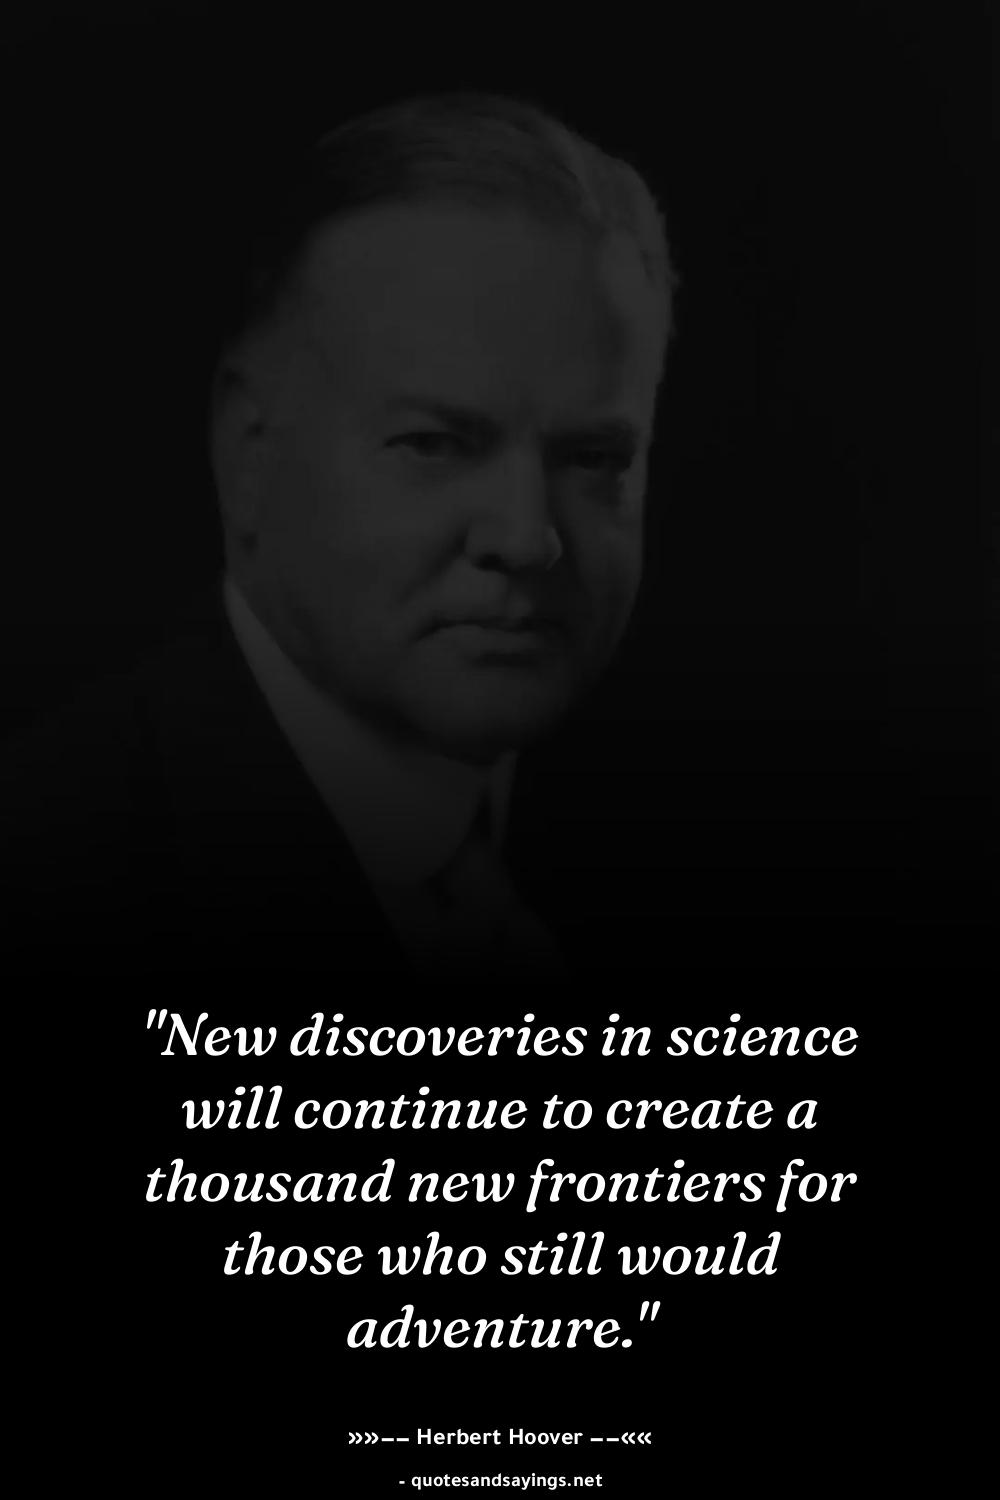 "New discoveries in science
will continue to create a
thousand new frontiers for
those who still would
adventure."
»»−− Herbert Hoover −−««
- quotesandsayings.net